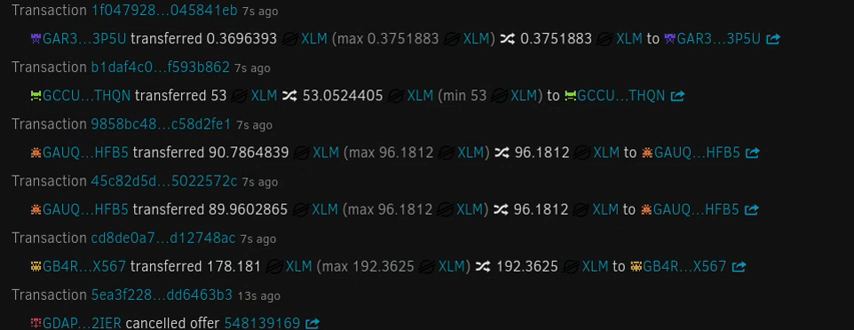 Transaction 1f047928…045841eb 7s ago
GAR3…3P5U transferred 0.3696393 XLM (max 0.3751883 XLM) 0.3751883 XLM to GAR3…3P5U
Transaction b1daf4c0…f593b862 7s ago
GCCU…THQN transferred 53 XLM 53.0524405 XLM (min 53 XLM) to GCCU…THQN
Transaction 9858bc48…c58d2fe1 7s ago
GAUQ…HFB5 transferred 90.7864839 XLM (max 96.1812 XLM) 96.1812 XLM to GAUQ…HFB5
Transaction 45c82d5d…5022572c 7s ago
GAUQ…HFB5 transferred 89.9602865 XLM (max 96.1812 XLM) 96.1812 XLM to GAUQ…HFB5
Transaction cd8de0a7…d12748ac 7s ago
GB4R…X567 transferred 178.181 XLM (max 192.3625 XLM) 192.3625 XLM to GB4R…X567
Transaction 5ea3f228…dd6463b3 13s ago
GDAP…2IER cancelled offer 548139169